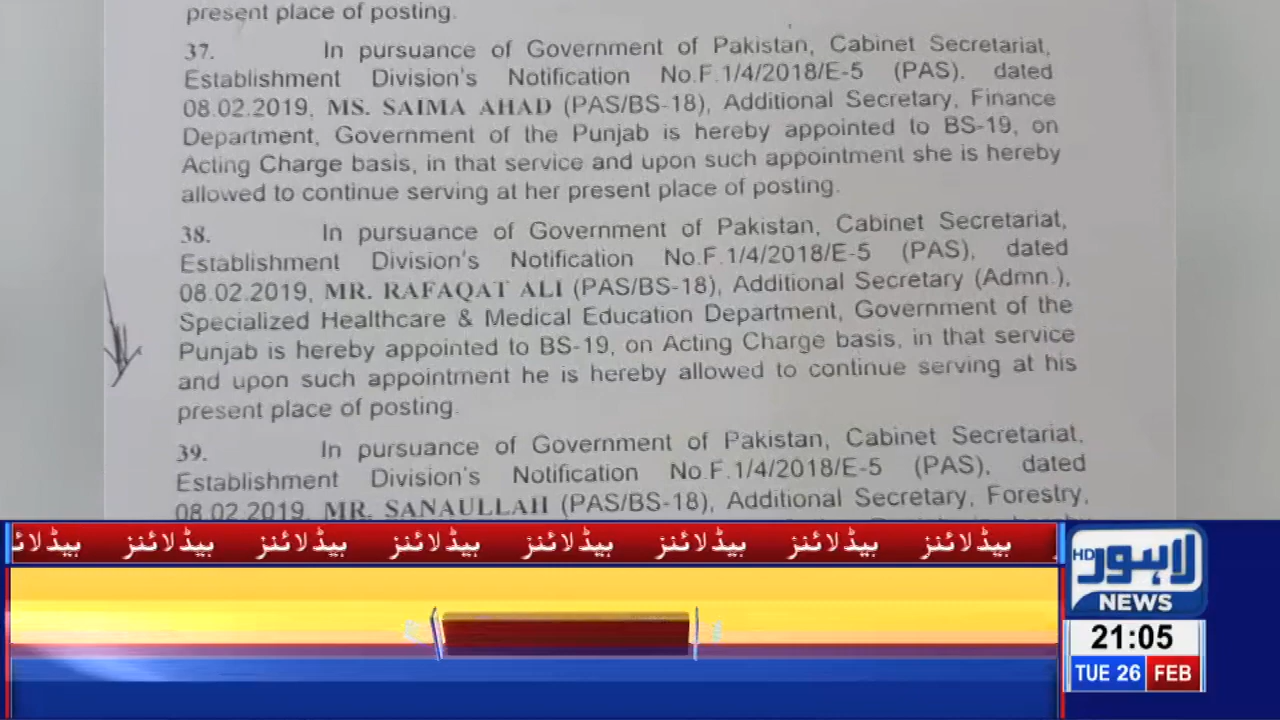 present place of posting.
37. In pursuance of Government of Pakistan, Cabinet Secretariat,
Establishment Division's Notification No.F.1/4/2018/E-5 (PAS). dated
08.02.2019, MS. SAIMA AHAD (PAS/BS-18), Additional Secretary, Finance
Department, Government of the Punjab is hereby appointed to BS-19, on
Acting Charge basis, in that service and upon such appointment she is hereby
allowed to continue serving at her present place of posting.
38. In pursuance of Government of Pakistan, Cabinet Secretariat,
Establishment Division's Notification No.F.1/4/2018/E-5 (PAS), dated
08.02.2019, MR. RAFAQAT ALI (PAS/BS-18), Additional Secretary (Admn.),
Specialized Healthcare & Medical Education Department, Government of the
Punjab is hereby appointed to BS-19, on Acting Charge basis, in that service
and upon such appointment he is hereby allowed to continue serving at his
present place of posting.
39. In pursuance of Government of Pakistan, Cabinet Secretariat,
Establishment Division's Notification No.F.1/4/2018/E-5 (PAS), dated
08.02.2019, MR. SANAULLAH (PAS/BS-18), Additional Secretary, Forestry,
ہیڈلائنز ہیڈلائنز ہیڈلائنز ہیڈلائنز ہیڈلائنز ہیڈلائنز ہیڈلائنز ہیڈلائنز
لاہور HD
NEWS
21:05
TUE 26 FEB